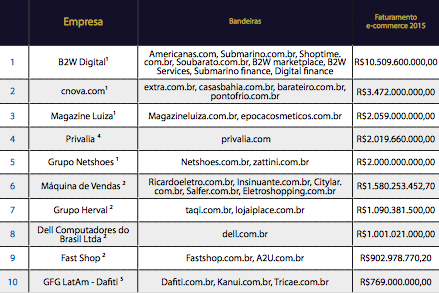 Empresa
Bandeiras
Faturamento
e-commerce 2015
1
B2W Digital¹
Americanas.com, Submarino.com.br, Shoptime.
com.br, Soubarato.com.br, B2W marketplace, B2W
Services, Submarino finance, Digital finance
R$10.509.600.000,00
2
cnova.com¹
extra.com.br, casasbahia.com.br, barateiro.com.br,
pontofrio.com.br
R$3.472.000.000,00
3
Magazine Luiza¹
Magazineluiza.com.br, epocacosmeticos.com.br
R$2.059.000.000,00
4
Privalia ⁴
privalia.com
R$2.019.660.000,00
5
Grupo Netshoes ¹
Netshoes.com.br, zattini.com.br
R$2.000.000.000,00
6
Máquina de Vendas ²
Ricardoeletro.com.br, Insinuante.com.br, Citylar.
com.br, Salfer.com.br, Eletroshopping.com.br
R$1.580.253.452,70
7
Grupo Herval ²
taqi.com.br, lojaiplace.com.br
R$1.090.381.500,00
8
Dell Computadores do
Brasil Ltda ²
dell.com.br
R$1.001.021.000,00
9
Fast Shop ²
Fastshop.com.br, A2U.com.br
R$902.978.770,20
10
GFG LatAm - Dafiti ⁵
Dafiti.com.br, Kanui.com.br, Tricae.com.br
R$769.000.000,00